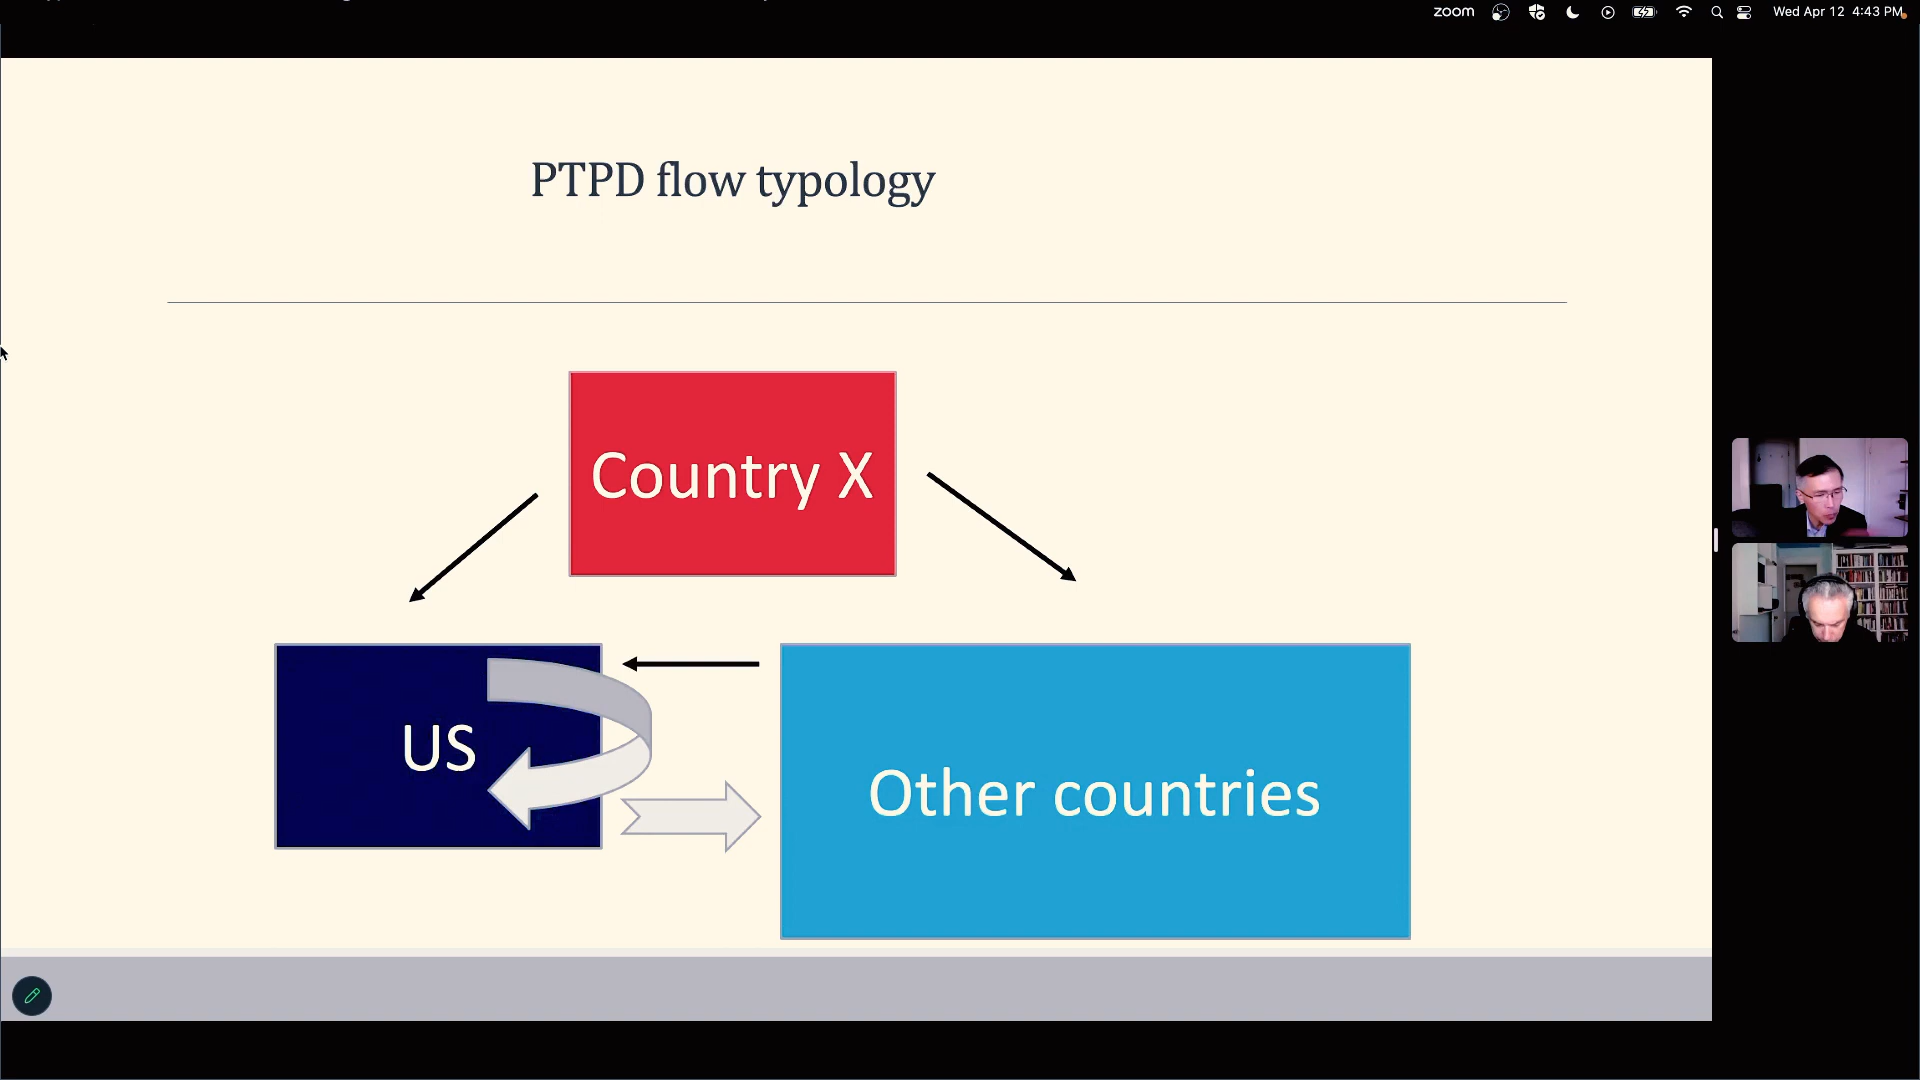 zoom
Wed Apr 12 4:43 PM
PTPD flow typology
Country X
US
Other countries